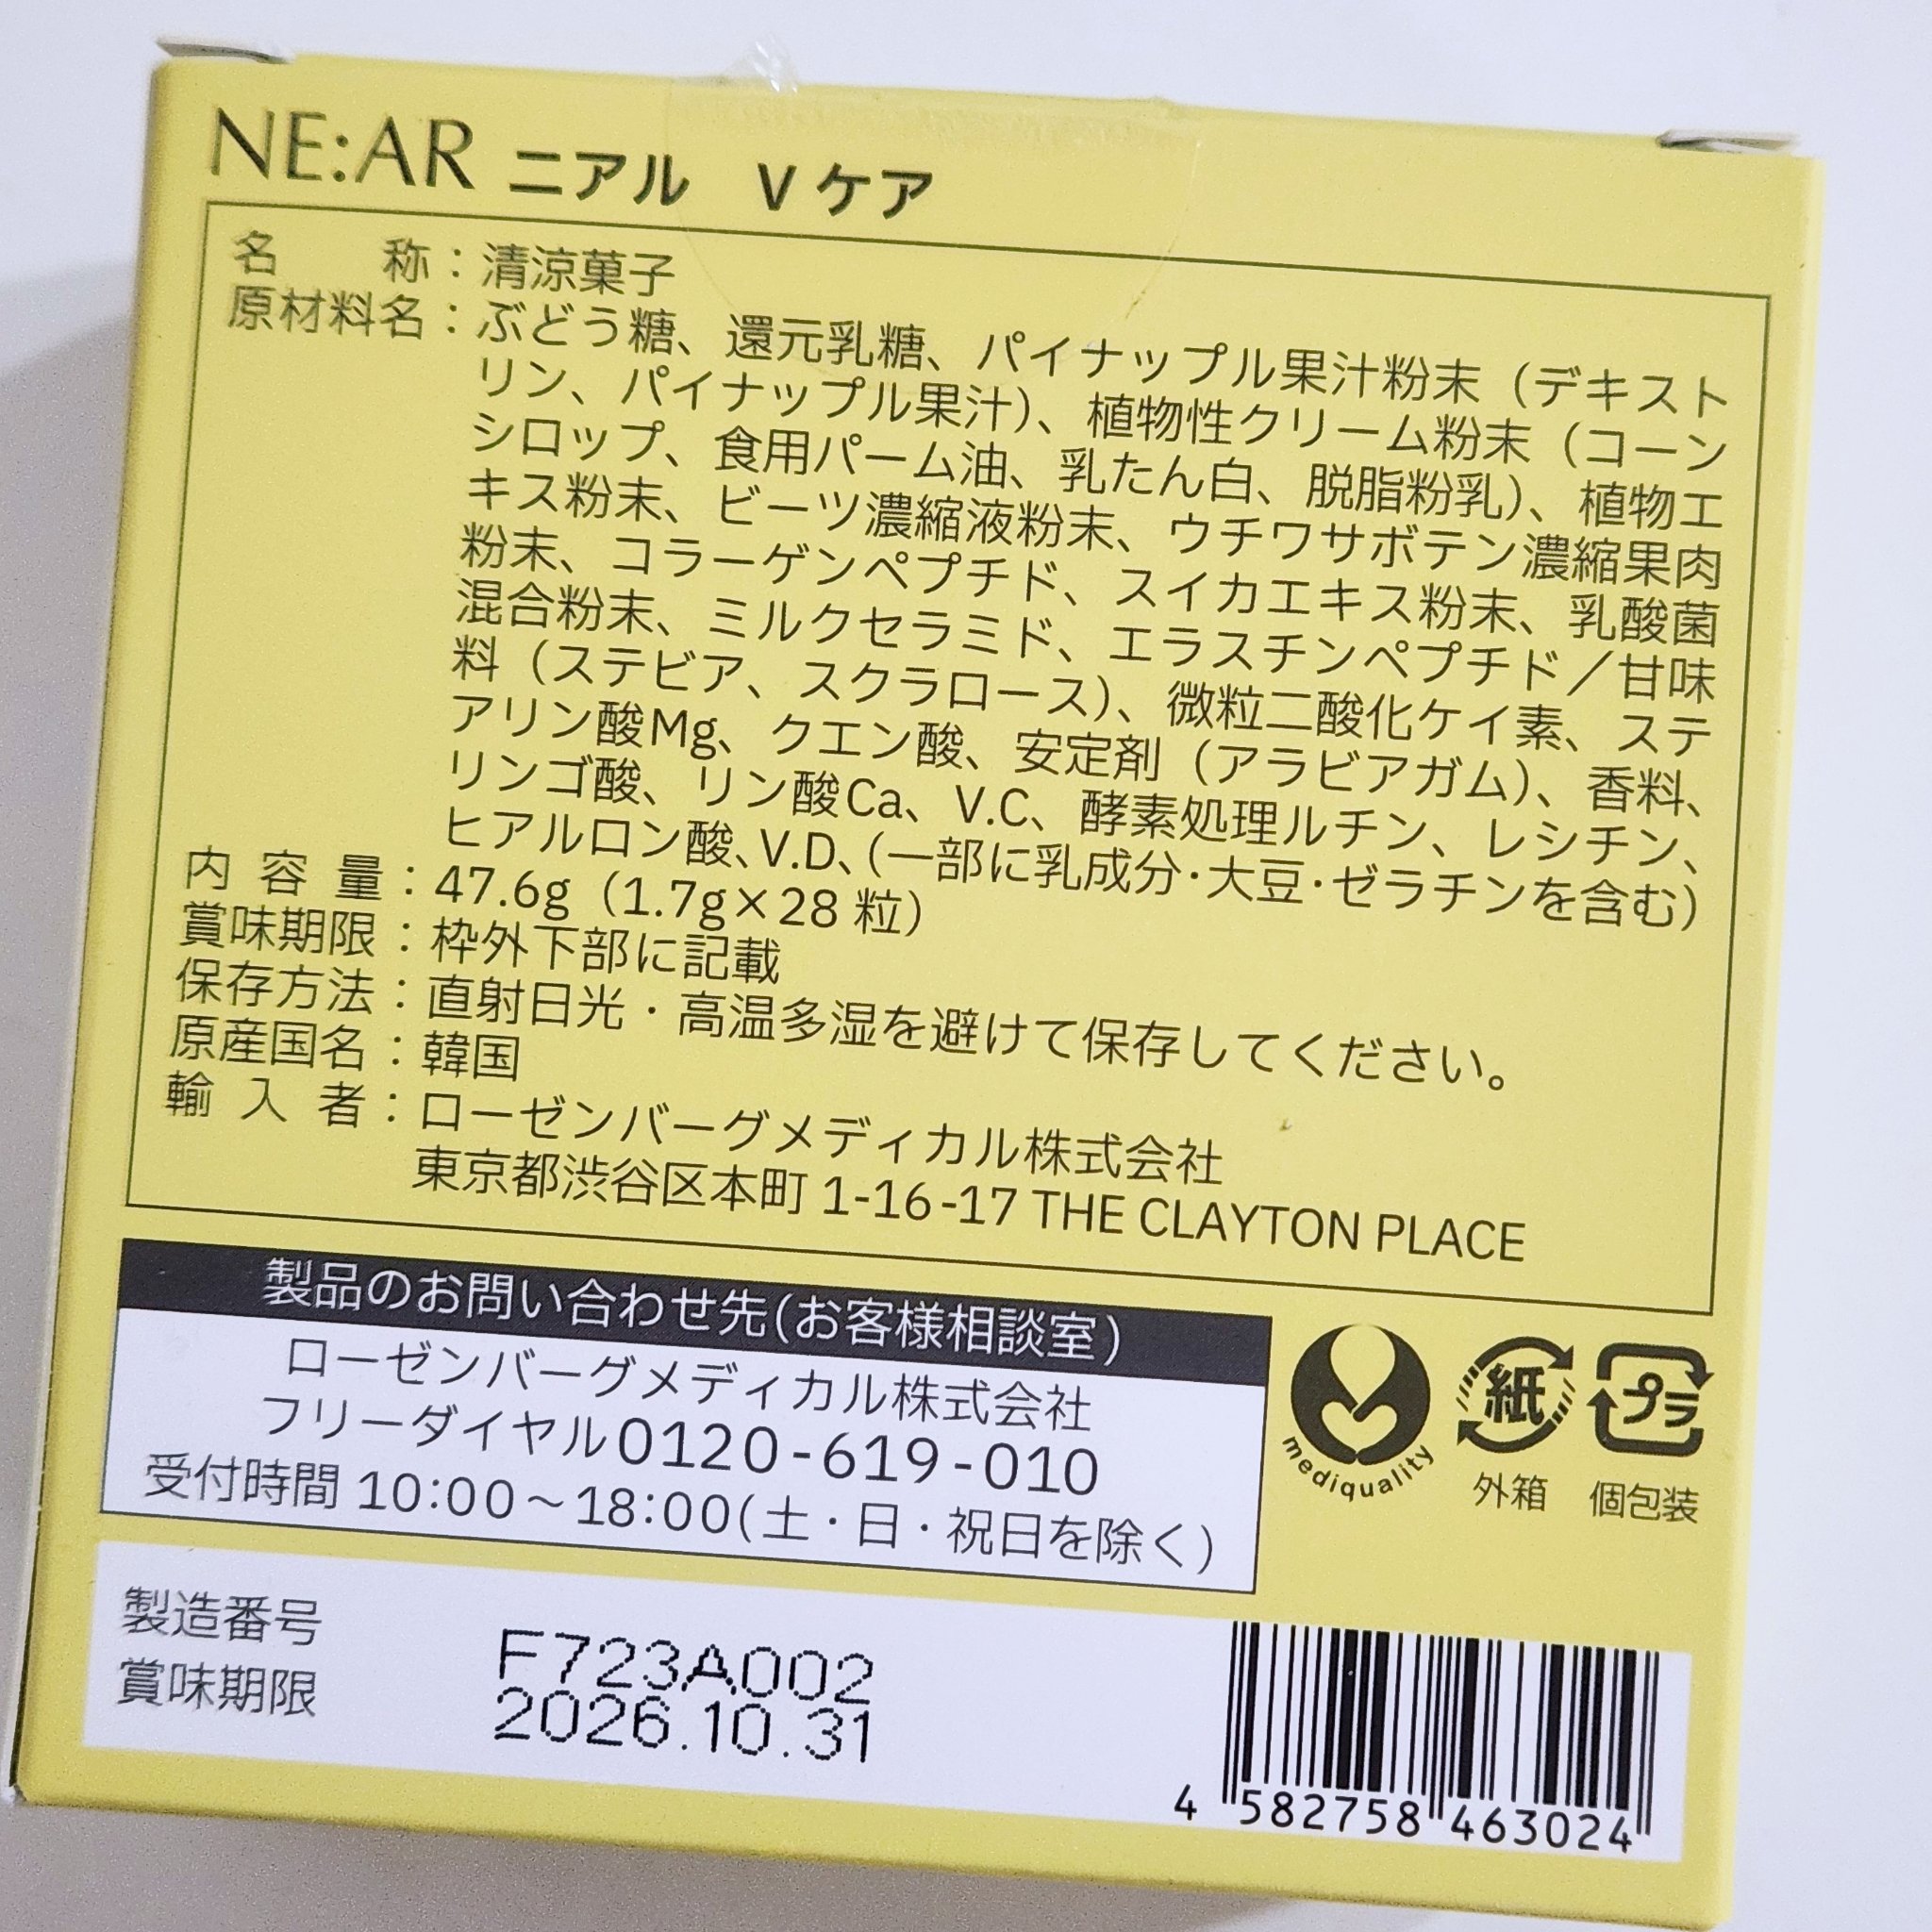 NE:AR ニアル　Vケア
名　　称：清涼菓子
原材料名：ぶどう糖、還元乳糖、パイナップル果汁粉末（デキスト
リン、パイナップル果汁）、植物性クリーム粉末（コーン
シロップ、食用パーム油、乳たん白、脱脂粉乳）、植物エ
キス粉末、ビーツ濃縮液粉末、ウチワサボテン濃縮果肉
粉末、コラーゲンペプチド、スイカエキス粉末、乳酸菌
混合粉末、ミルクセラミド、エラスチンペプチド／甘味
料（ステビア、スクラロース）、微粒二酸化ケイ素、ステ
アリン酸Mg、クエン酸、安定剤（アラビアガム）、香料、
リンゴ酸、リン酸Ca、V.C、酵素処理ルチン、レシチン、
ヒアルロン酸、V.D、（一部に乳成分・大豆・ゼラチンを含む）
内 容 量：47.6g（1.7g×28 粒）
賞味期限：枠外下部に記載
保存方法：直射日光・高温多湿を避けて保存してください。
原産国名：韓国
輸 入 者：ローゼンバーグメディカル株式会社
東京都渋谷区本町 1-16-17 THE CLAYTON PLACE
製品のお問い合わせ先(お客様相談室)
ローゼンバーグメディカル株式会社
フリーダイヤル0120-619-010
受付時間 10:00～18:00(土・日・祝日を除く)
mediquality
紙
外箱
プラ
個包装
製造番号 F723A002
賞味期限 2026.10.31
4 582758 463024